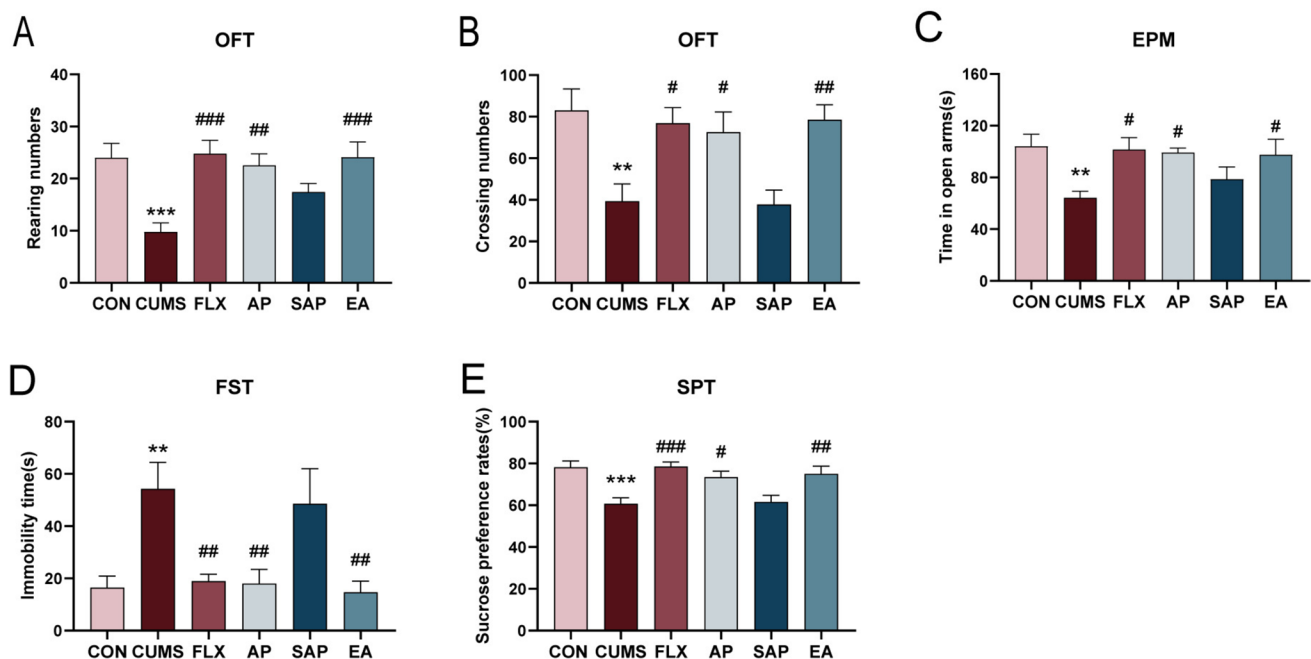 A
OFT
Rearing numbers
40
30
20
10
0
***
###
##
###
CON CUMS FLX AP SAP EA
B
OFT
Crossing numbers
100
80
60
40
20
0
**
#
#
##
CON CUMS FLX AP SAP EA
C
EPM
Time in open arms(s)
160
120
80
40
0
**
#
#
#
CON CUMS FLX AP SAP EA
D
FST
Immobility time(s)
80
60
40
20
0
**
##
##
##
CON CUMS FLX AP SAP EA
E
SPT
Sucrose preference rates(%)
100
80
60
40
20
0
***
###
#
##
CON CUMS FLX AP SAP EA